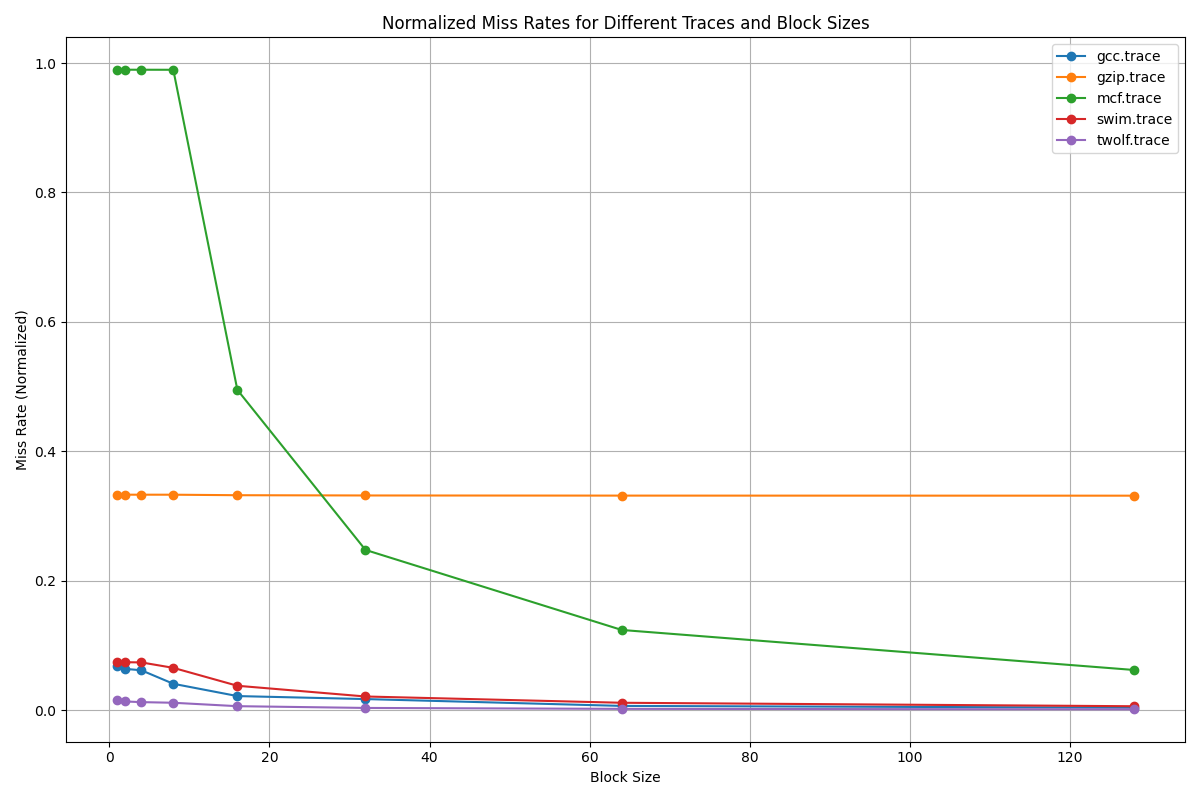 Normalized Miss Rates for Different Traces and Block Sizes
gcc.trace
gzip.trace
mcf.trace
swim.trace
twolf.trace
Miss Rate (Normalized)
1.0
0.8
0.6
0.4
0.2
0.0
0 20 40 60 80 100 120
Block Size